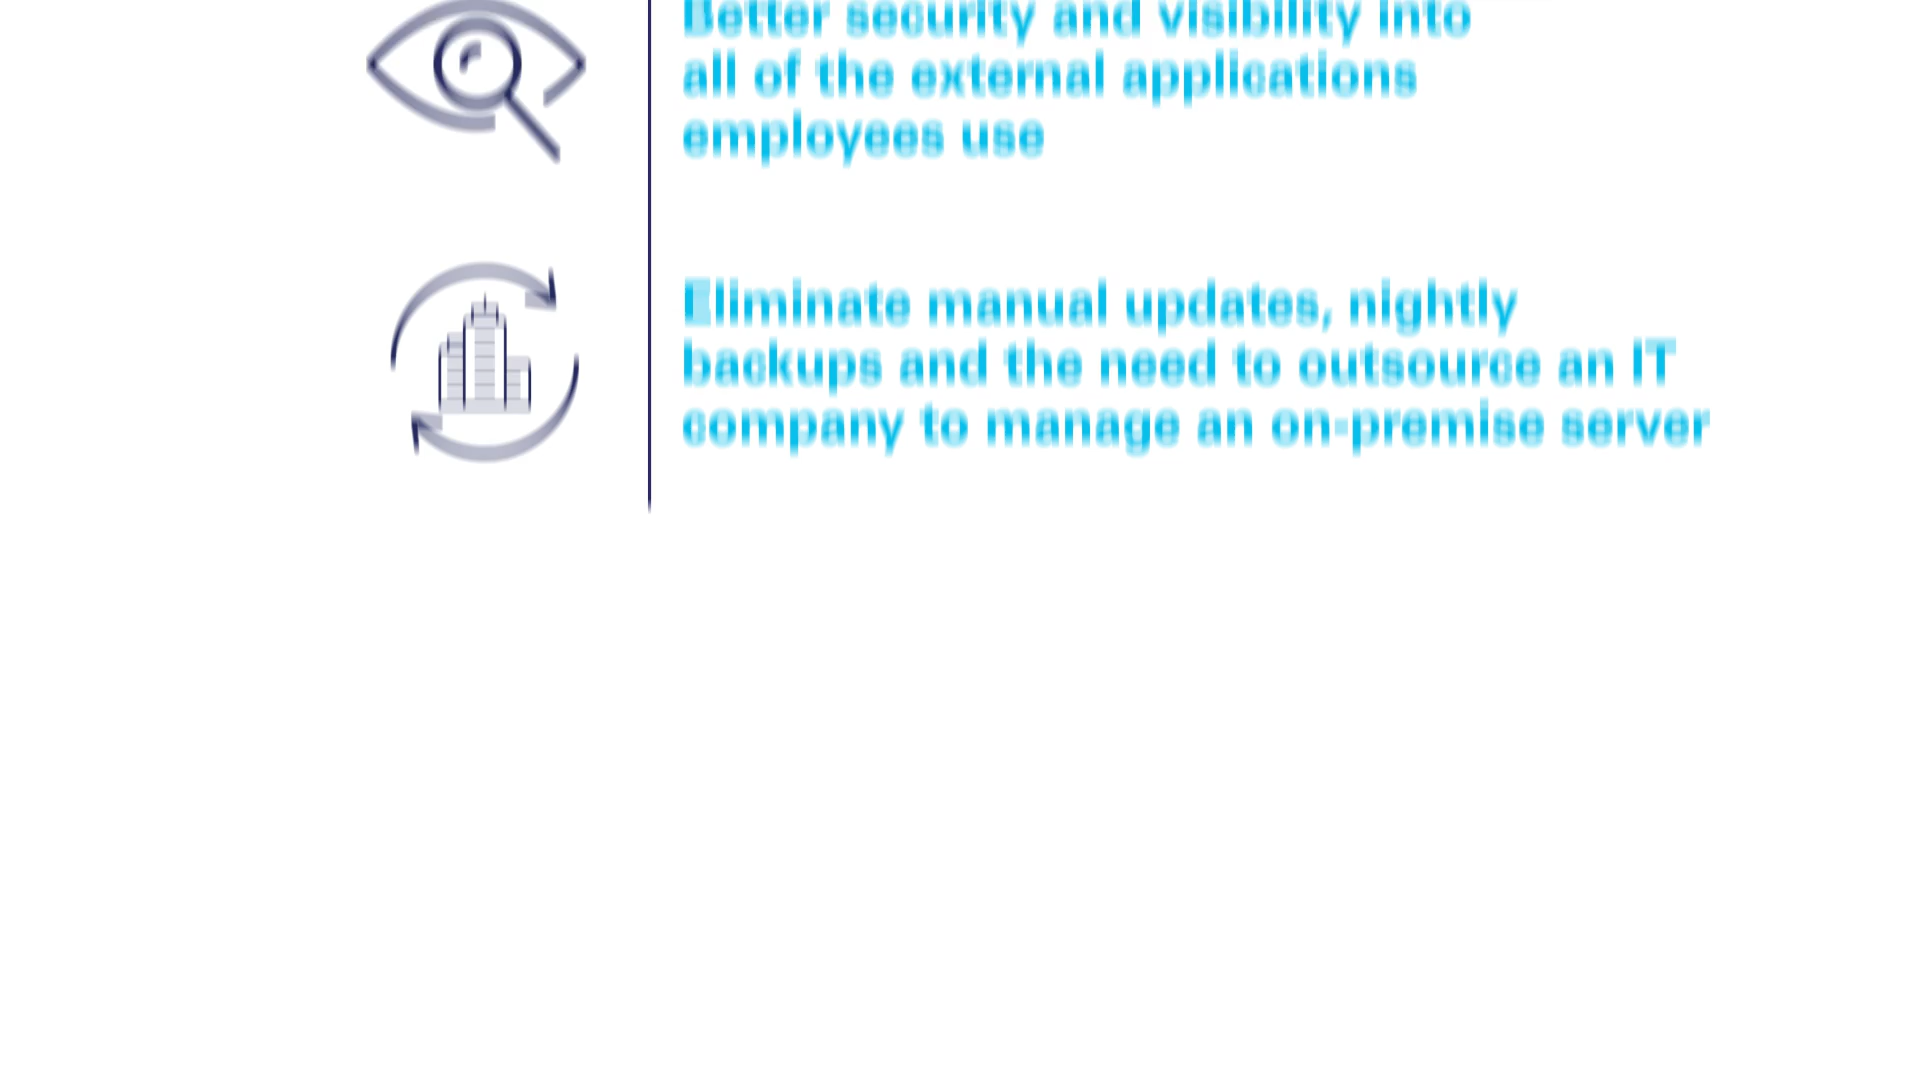 Better security and visibility into
all of the external applications
employees use
Eliminate manual updates, nightly
backups and the need to outsource an IT
company to manage an on-premise server